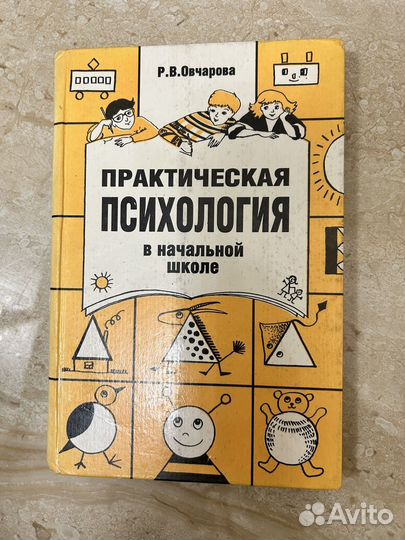 Р.В.Овчарова
ПРАКТИЧЕСКАЯ
ПСИХОЛОГИЯ
в начальной
школе
Avito